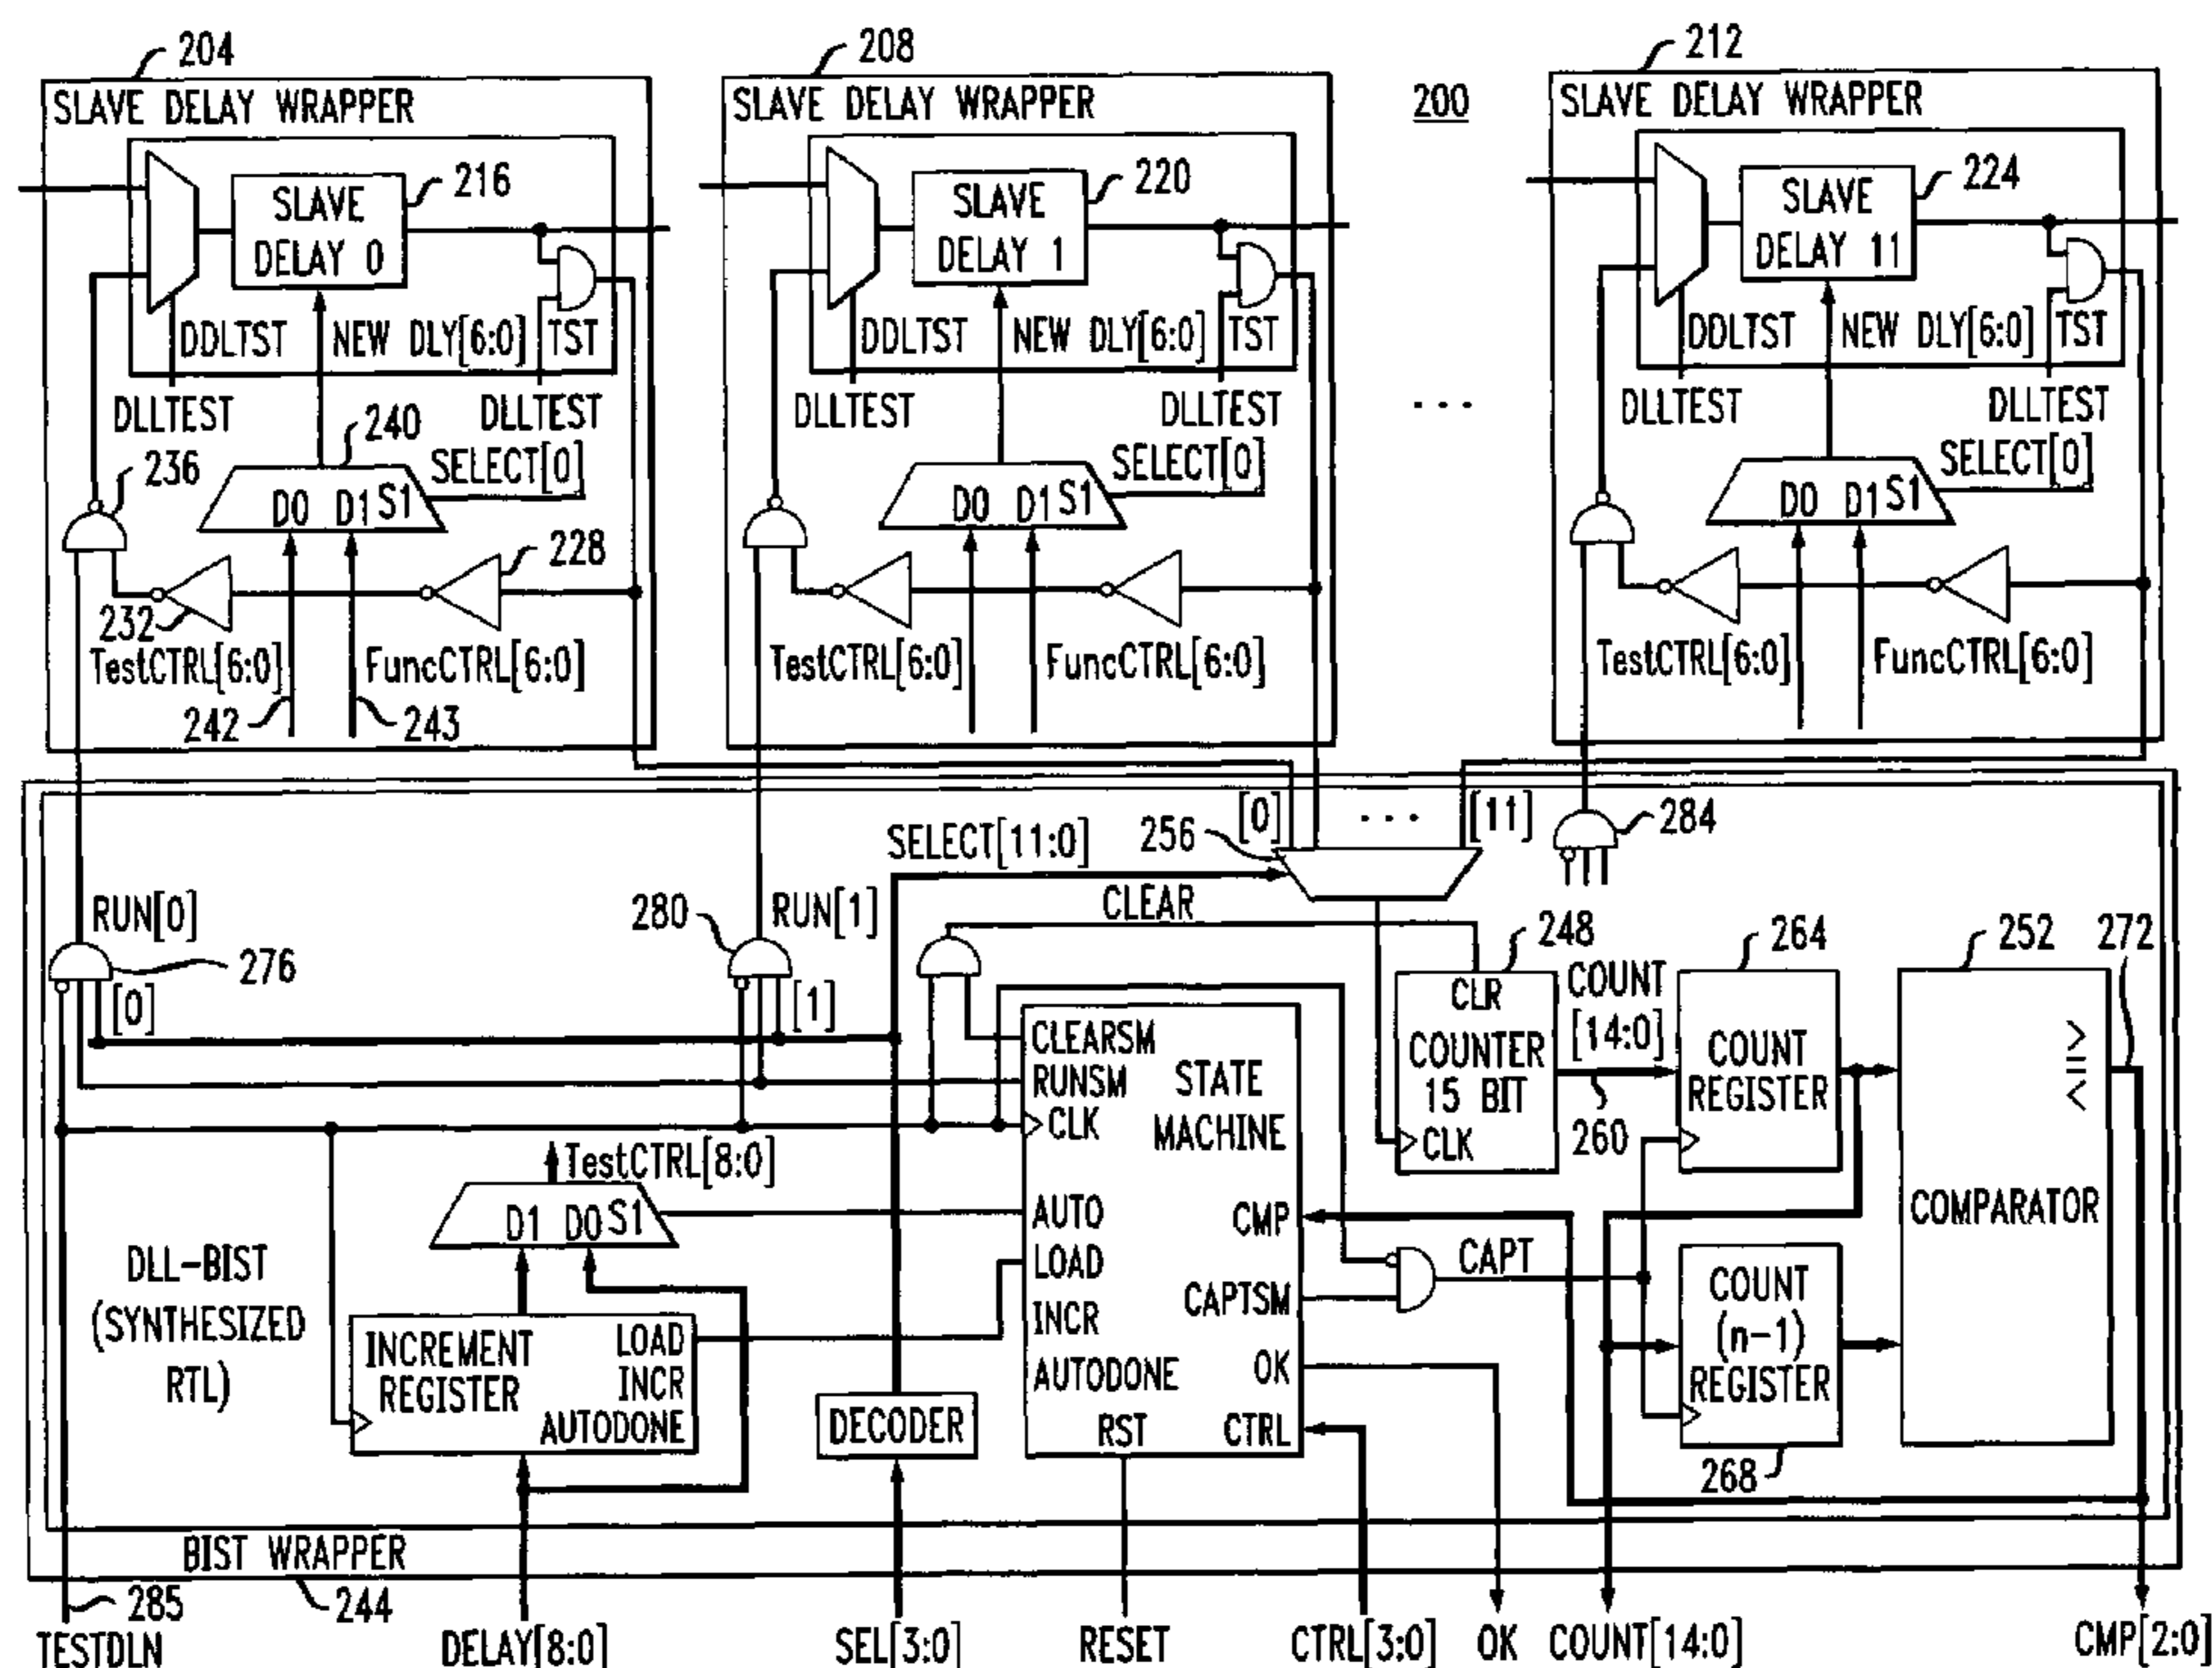 204
208
212
200
SLAVE DELAY WRAPPER
SLAVE
DELAY 0
216
DDLTST
NEW DLY[6:0]
TST
DLLTEST
DLLTEST
240
SELECT[0]
236
D0
D1
S1
228
232
TestCTRL[6:0]
FuncCTRL[6:0]
242
243
SLAVE DELAY WRAPPER
SLAVE
DELAY 1
220
DDLTST
NEW DLY[6:0]
TST
DLLTEST
DLLTEST
SELECT[0]
D0
D1
S1
TestCTRL[6:0]
FuncCTRL[6:0]
...
SLAVE DELAY WRAPPER
SLAVE
DELAY 11
224
DDLTST
NEW DLY[6:0]
TST
DLLTEST
DLLTEST
SELECT[0]
D0
D1
S1
TestCTRL[6:0]
FuncCTRL[6:0]
[0]
...
[11]
284
SELECT[11:0]
256
CLEAR
RUN[0]
276
[0]
280
RUN[1]
[1]
248
CLR
COUNTER
15 BIT
CLK
COUNT
[14:0]
260
264
COUNT
REGISTER
252
272
>
=
<
COMPARATOR
CLEARSM
RUNSM
CLK
STATE
MACHINE
AUTO
LOAD
INCR
AUTODONE
RST
CMP
CAPTSM
OK
CTRL
CAPT
COUNT
(n-1)
REGISTER
268
TestCTRL[8:0]
D1
D0
S1
DLL-BIST
(SYNTHESIZED
RTL)
INCREMENT
REGISTER
LOAD
INCR
AUTODONE
DECODER
BIST WRAPPER
285
244
TESTDLN
DELAY[8:0]
SEL[3:0]
RESET
CTRL[3:0]
OK
COUNT[14:0]
CMP[2:0]